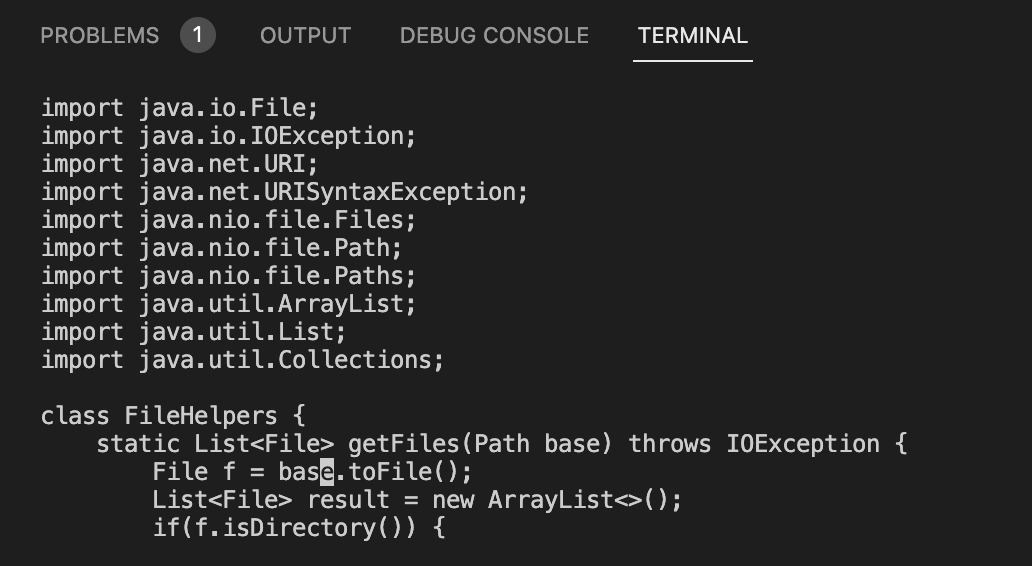 PROBLEMS 1 OUTPUT DEBUG CONSOLE TERMINAL
import java.io.File;
import java.io.IOException;
import java.net.URI;
import java.net.URISyntaxException;
import java.nio.file.Files;
import java.nio.file.Path;
import java.nio.file.Paths;
import java.util.ArrayList;
import java.util.List;
import java.util.Collections;
class FileHelpers {
    static List<File> getFiles(Path base) throws IOException {
        File f = base.toFile();
        List<File> result = new ArrayList<>();
        if(f.isDirectory()) {